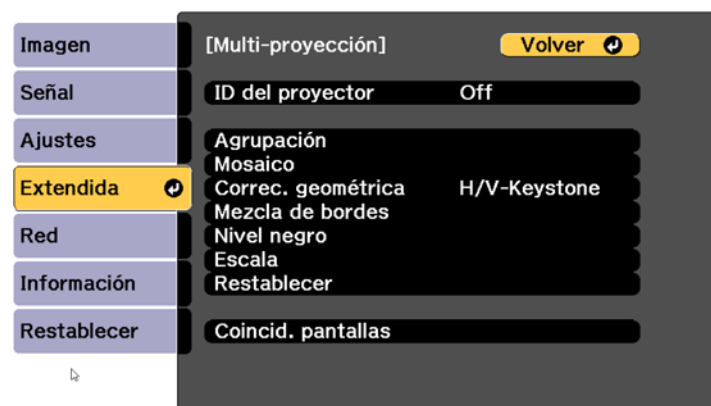 Imagen
Señal
Ajustes
Extendida
Red
Información
Restablecer
[Multi-proyección] Volver
ID del proyector Off
Agrupación
Mosaico
Correc. geométrica H/V-Keystone
Mezcla de bordes
Nivel negro
Escala
Restablecer
Coincid. pantallas